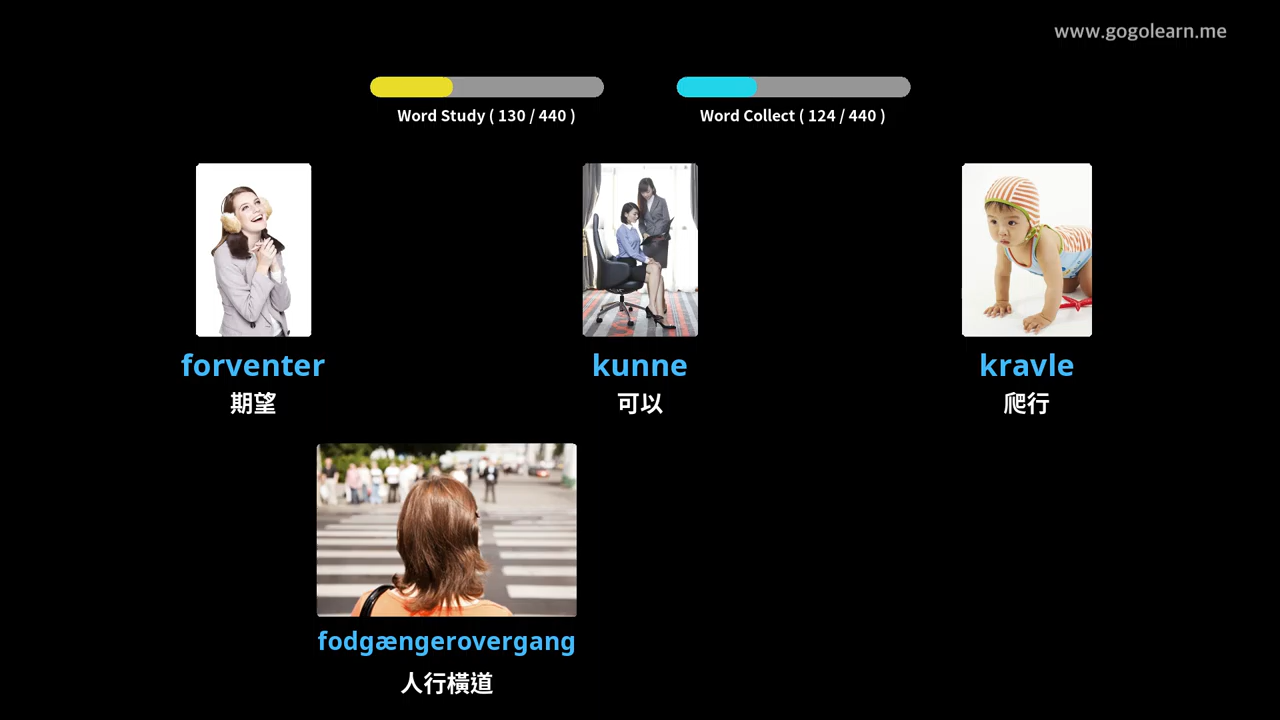 www.gogolearn.me
Word Study ( 130 / 440 )
Word Collect ( 124 / 440 )
forventer
期望
kunne
可以
kravle
爬行
fodgængerovergang
人行橫道